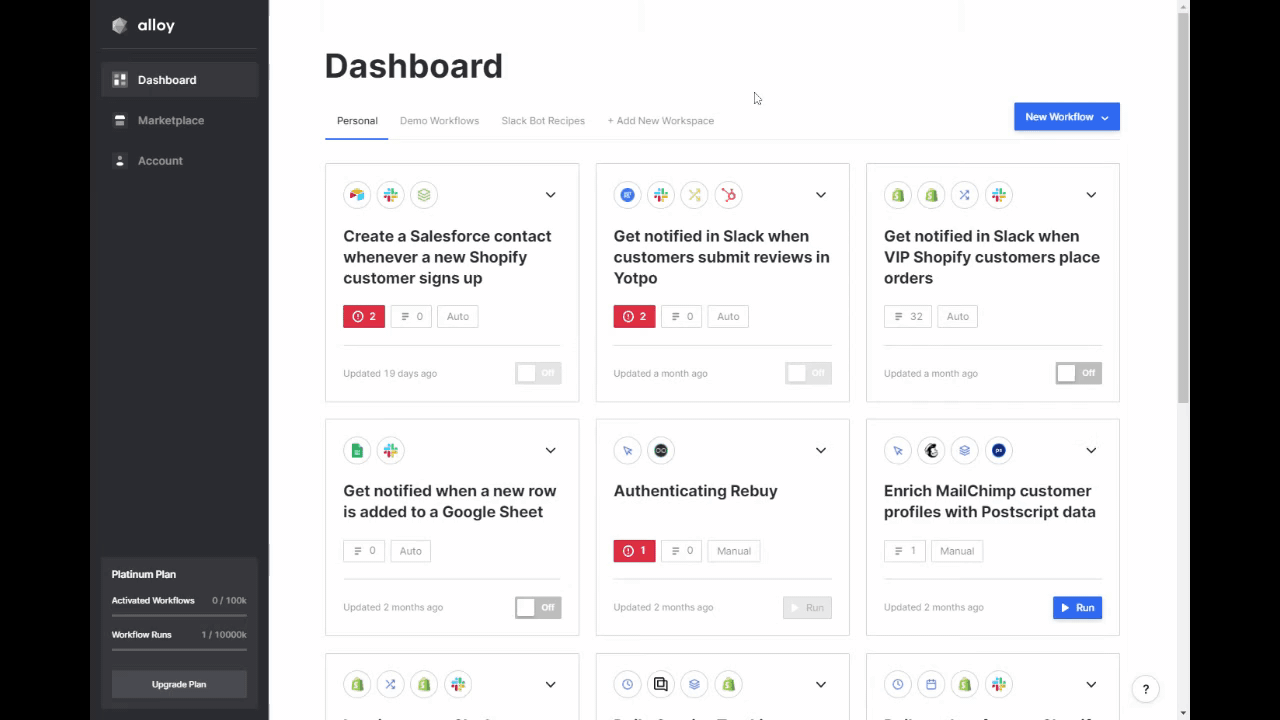 alloy
Dashboard
Marketplace
Account
Platinum Plan
Activated Workflows 0 / 100k
Workflow Runs 1 / 10000k
Upgrade Plan
Dashboard
Personal Demo Workflows Slack Bot Recipes + Add New Workspace
New Workflow
Create a Salesforce contact
whenever a new Shopify
customer signs up
2 0 Auto
Updated 19 days ago Off
Get notified in Slack when
customers submit reviews in
Yotpo
2 0 Auto
Updated a month ago Off
Get notified in Slack when
VIP Shopify customers place
orders
32 Auto
Updated a month ago Off
Get notified when a new row
is added to a Google Sheet
0 Auto
Updated 2 months ago Off
Authenticating Rebuy
1 0 Manual
Updated 2 months ago Run
Enrich MailChimp customer
profiles with Postscript data
1 Manual
Updated 2 months ago Run
?